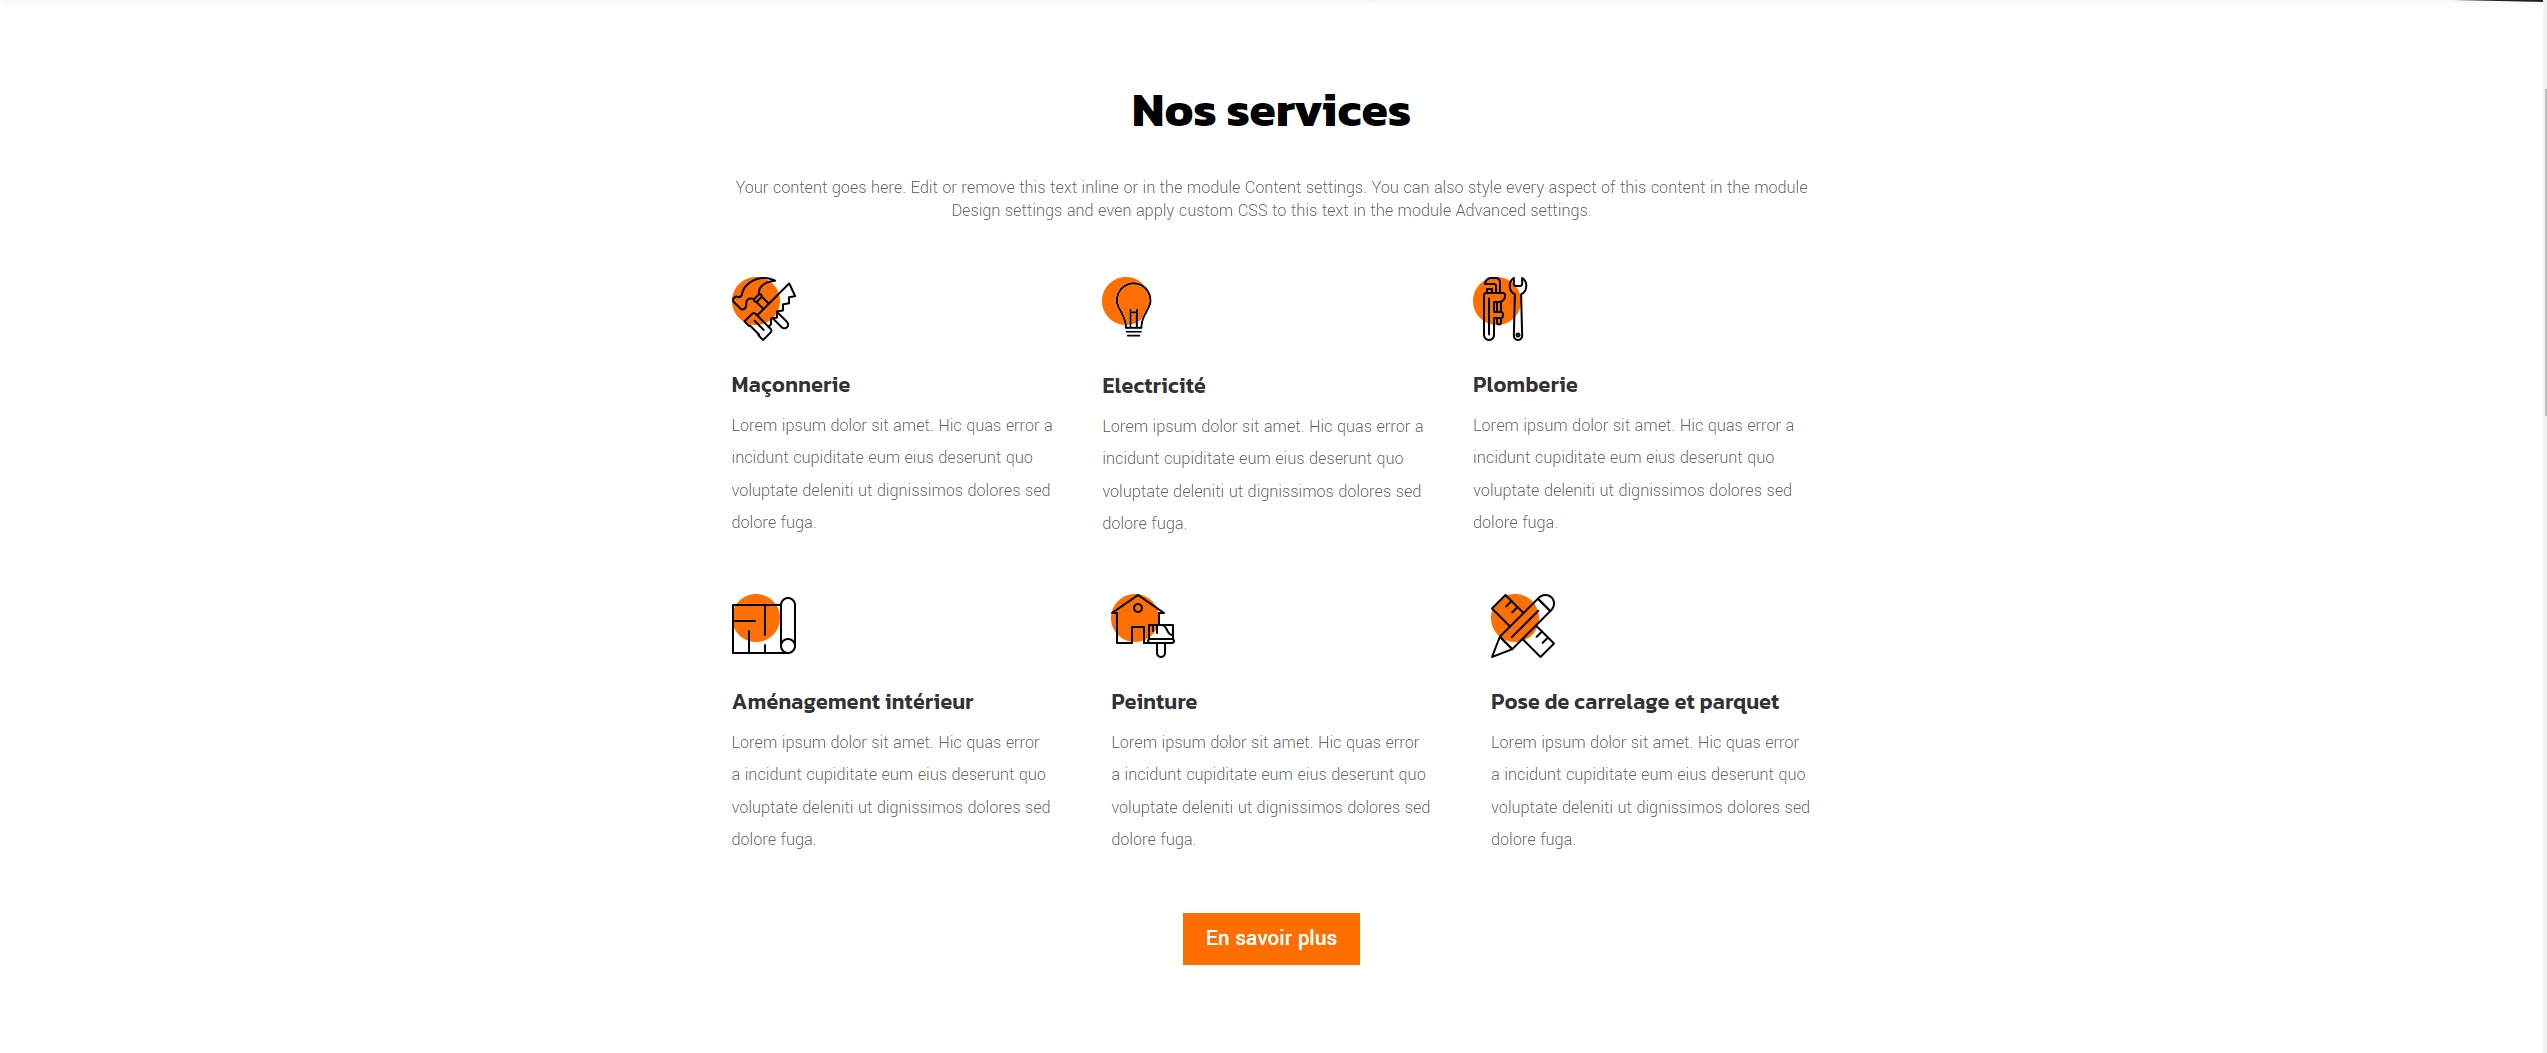 Nos services
Your content goes here. Edit or remove this text inline or in the module Content settings. You can also style every aspect of this content in the module
Design settings and even apply custom CSS to this text in the module Advanced settings.
Maçonnerie
Lorem ipsum dolor sit amet. Hic quas error a
incidunt cupiditate eum eius deserunt quo
voluptate deleniti ut dignissimos dolores sed
dolore fuga.
Electricité
Lorem ipsum dolor sit amet. Hic quas error a
incidunt cupiditate eum eius deserunt quo
voluptate deleniti ut dignissimos dolores sed
dolore fuga.
Plomberie
Lorem ipsum dolor sit amet. Hic quas error a
incidunt cupiditate eum eius deserunt quo
voluptate deleniti ut dignissimos dolores sed
dolore fuga.
Aménagement intérieur
Lorem ipsum dolor sit amet. Hic quas error
a incidunt cupiditate eum eius deserunt quo
voluptate deleniti ut dignissimos dolores sed
dolore fuga.
Peinture
Lorem ipsum dolor sit amet. Hic quas error
a incidunt cupiditate eum eius deserunt quo
voluptate deleniti ut dignissimos dolores sed
dolore fuga.
Pose de carrelage et parquet
Lorem ipsum dolor sit amet. Hic quas error
a incidunt cupiditate eum eius deserunt quo
voluptate deleniti ut dignissimos dolores sed
dolore fuga.
En savoir plus